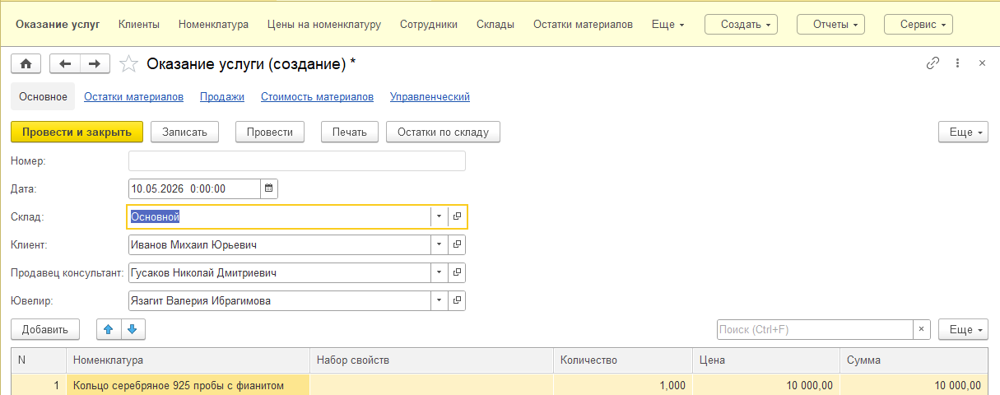 Оказание услуг Клиенты Номенклатура Цены на номенклатуру Сотрудники Склады Остатки материалов Еще Создать Отчеты Сервис
Оказание услуги (создание) *
Основное Остатки материалов Продажи Стоимость материалов Управленческий
Провести и закрыть Записать Провести Печать Остатки по складу Еще
Номер:
Дата: 10.05.2026 0:00:00
Склад: Основной
Клиент: Иванов Михаил Юрьевич
Продавец консультант: Гусаков Николай Дмитриевич
Ювелир: Язагит Валерия Ибрагимова
Добавить Поиск (Ctrl+F) × Еще
N Номенклатура Набор свойств Количество Цена Сумма
1 Кольцо серебряное 925 пробы с фианитом 1,000 10 000,00 10 000,00